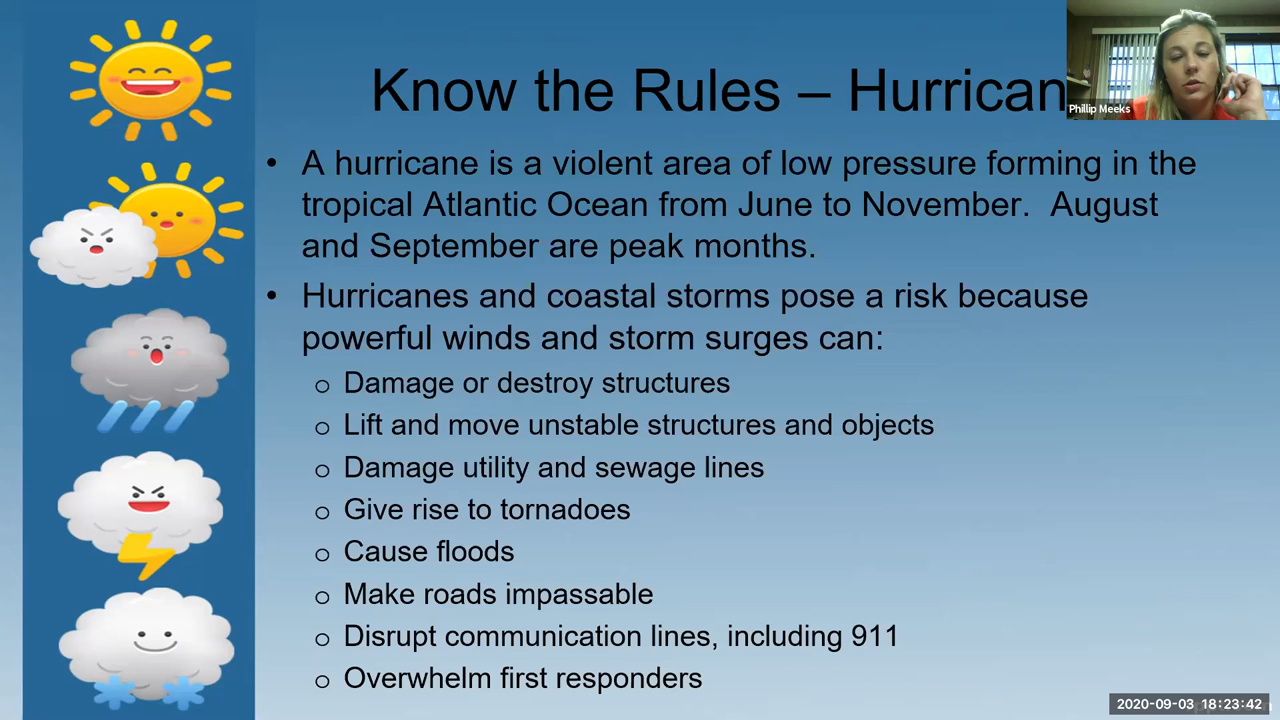 Know the Rules – Hurrican
Phillip Meeks
• A hurricane is a violent area of low pressure forming in the
tropical Atlantic Ocean from June to November. August
and September are peak months.
• Hurricanes and coastal storms pose a risk because
powerful winds and storm surges can:
o Damage or destroy structures
o Lift and move unstable structures and objects
o Damage utility and sewage lines
o Give rise to tornadoes
o Cause floods
o Make roads impassable
o Disrupt communication lines, including 911
o Overwhelm first responders
2020-09-03 18:23:42